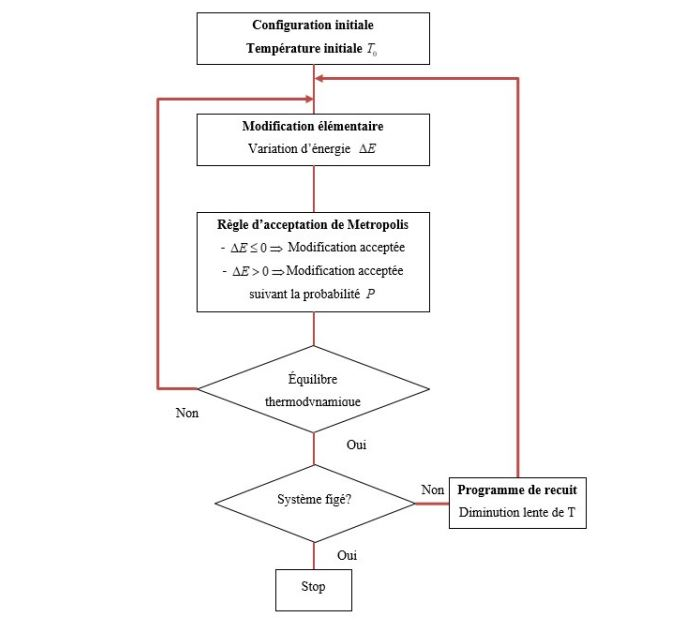 Configuration initiale
Température initiale T₀
Modification élémentaire
Variation d'énergie ΔE
Règle d'acceptation de Metropolis
- ΔE ≤ 0 ⇒ Modification acceptée
- ΔE > 0 ⇒ Modification acceptée
suivant la probabilité P
Équilibre
thermodynamique
Non
Oui
Système figé?
Non
Programme de recuit
Diminution lente de T
Oui
Stop